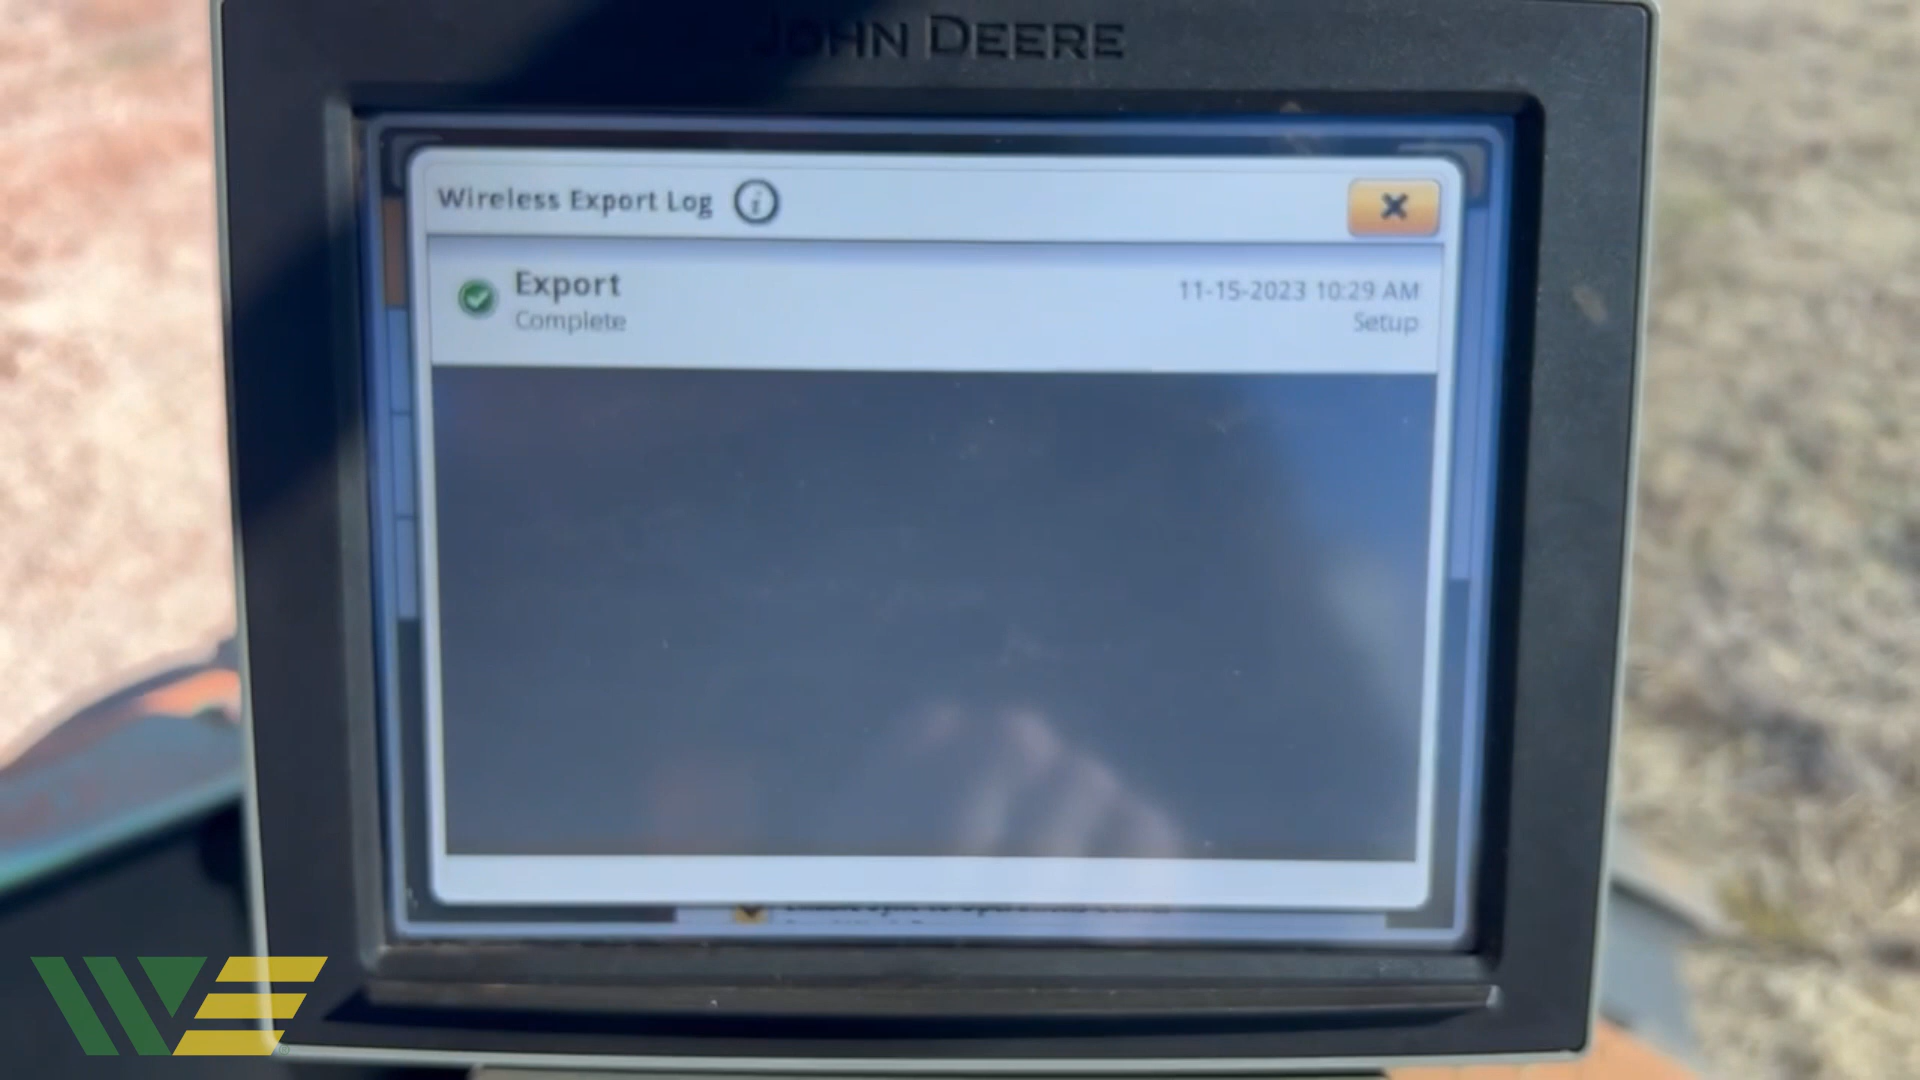 JOHN DEERE
Wireless Export Log
Export
Complete
11-15-2023 10:29 AM
Setup
WE